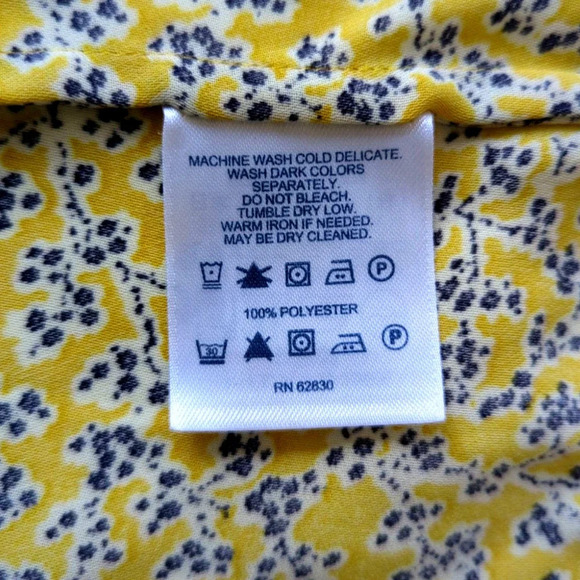 MACHINE WASH COLD DELICATE.
WASH DARK COLORS
SEPARATELY.
DO NOT BLEACH.
TUMBLE DRY LOW.
WARM IRON IF NEEDED.
MAY BE DRY CLEANED.
P
100% POLYESTER
30 P
RN 62830